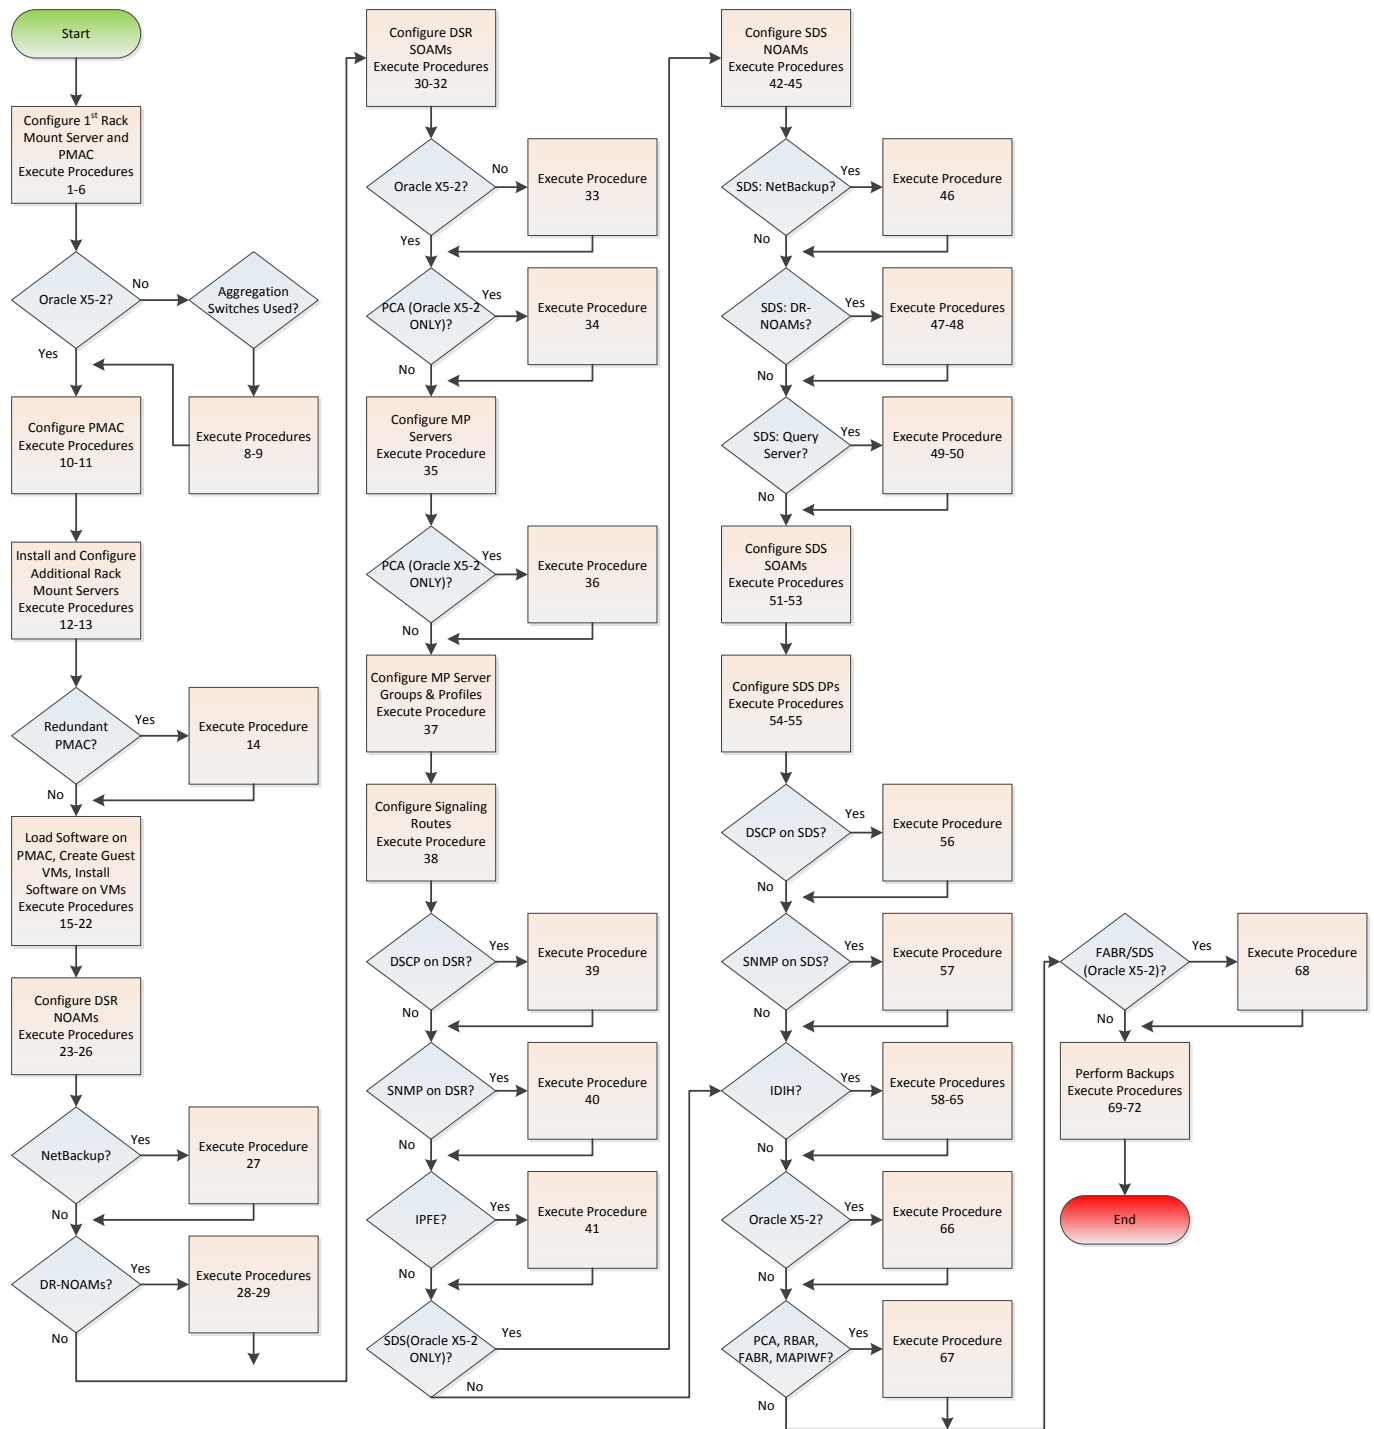 Start
Configure 1st Rack
Mount Server and
PMAC
Execute Procedures
1-6
Oracle X5-2?
No
Aggregation
Switches Used?
Yes
Configure PMAC
Execute Procedures
10-11
Execute Procedures
8-9
Install and Configure
Additional Rack
Mount Servers
Execute Procedures
12-13
Redundant
PMAC?
Yes
Execute Procedure
14
No
Load Software on
PMAC, Create Guest
VMs, Install
Software on VMs
Execute Procedures
15-22
Configure DSR
NOAMs
Execute Procedures
23-26
NetBackup?
Yes
Execute Procedure
27
No
DR-NOAMs?
Yes
Execute Procedures
28-29
No
Configure DSR
SOAMs
Execute Procedures
30-32
Oracle X5-2?
No
Execute Procedure
33
Yes
PCA (Oracle X5-2
ONLY)?
Yes
Execute Procedure
34
No
Configure MP
Servers
Execute Procedure
35
PCA (Oracle X5-2
ONLY)?
Yes
Execute Procedure
36
No
Configure MP Server
Groups & Profiles
Execute Procedure
37
Configure Signaling
Routes
Execute Procedure
38
DSCP on DSR?
Yes
Execute Procedure
39
No
SNMP on DSR?
Yes
Execute Procedure
40
No
IPFE?
Yes
Execute Procedure
41
No
SDS(Oracle X5-2
ONLY)?
Yes
No
Configure SDS
NOAMs
Execute Procedures
42-45
SDS: NetBackup?
Yes
Execute Procedure
46
No
SDS: DR-
NOAMs?
Yes
Execute Procedures
47-48
No
SDS: Query
Server?
Yes
Execute Procedure
49-50
No
Configure SDS
SOAMs
Execute Procedures
51-53
Configure SDS DPs
Execute Procedures
54-55
DSCP on SDS?
Yes
Execute Procedure
56
No
SNMP on SDS?
Yes
Execute Procedure
57
No
IDIH?
Yes
Execute Procedures
58-65
No
Oracle X5-2?
Yes
Execute Procedure
66
No
PCA, RBAR,
FABR, MAPIWF?
Yes
Execute Procedure
67
No
FABR/SDS
(Oracle X5-2)?
Yes
Execute Procedure
68
No
Perform Backups
Execute Procedures
69-72
End